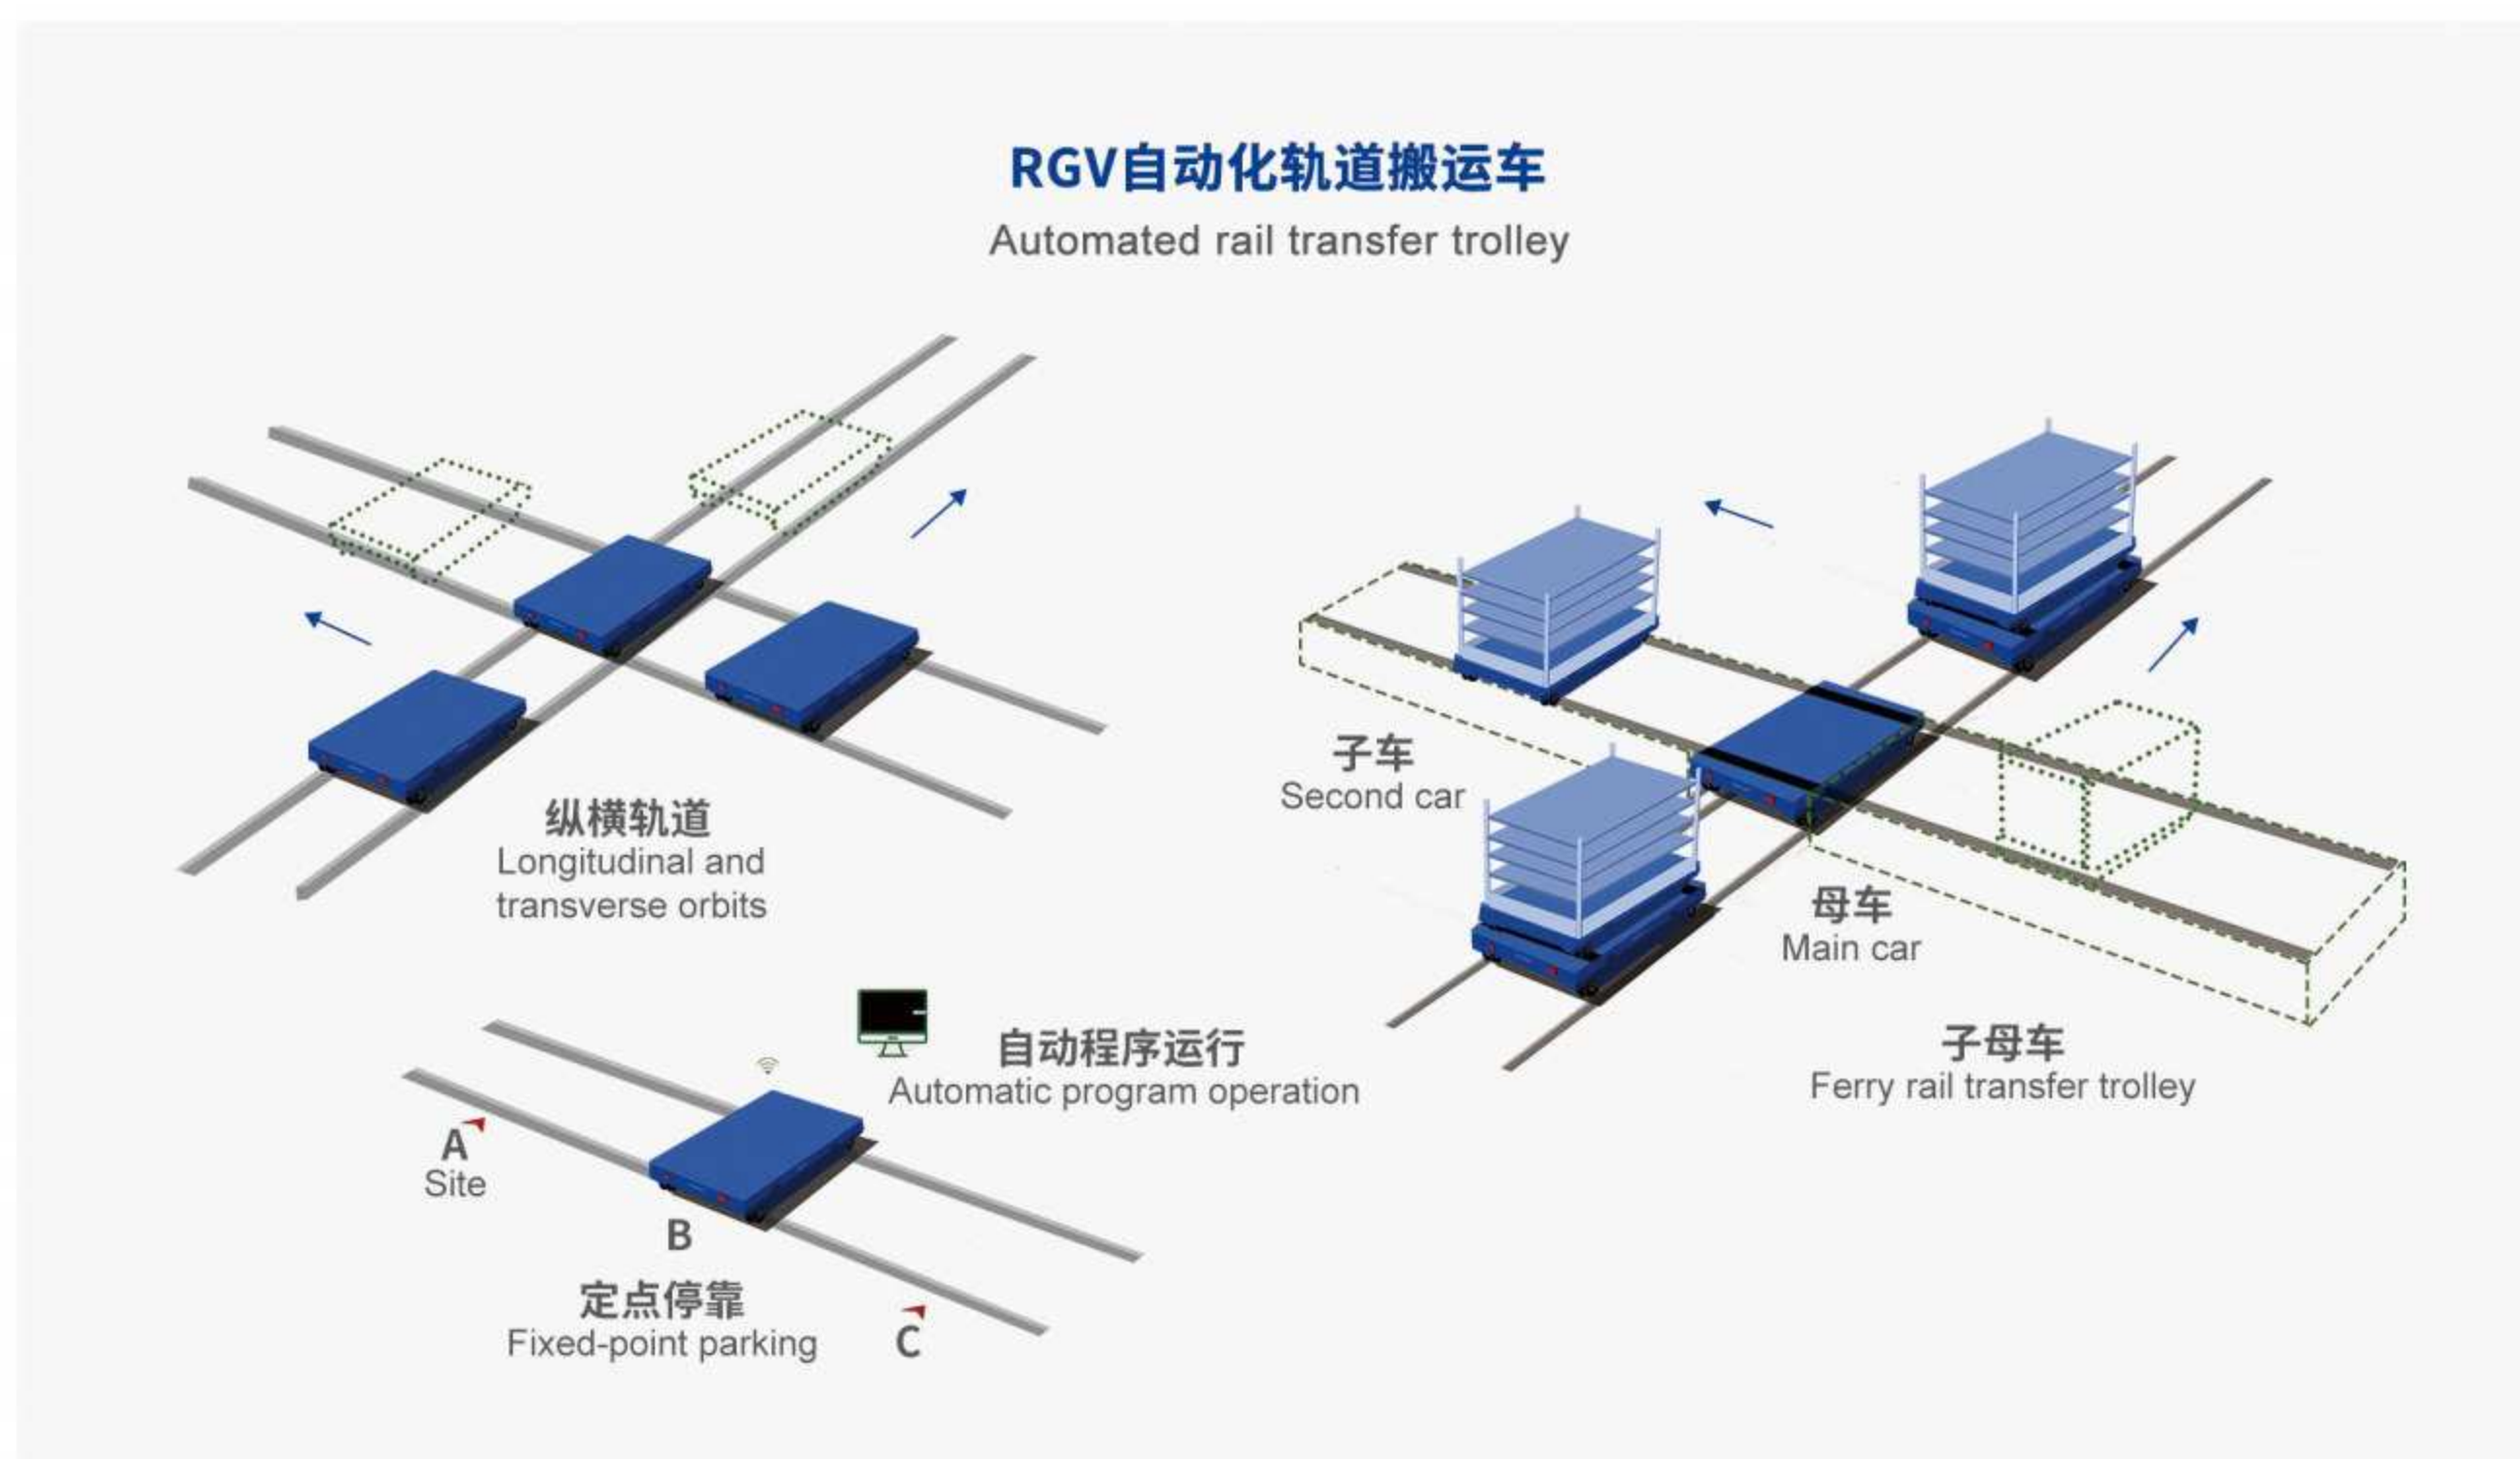 RGV自动化轨道搬运车
Automated rail transfer trolley
纵横轨道
Longitudinal and
transverse orbits
子车
Second car
母车
Main car
子母车
Ferry rail transfer trolley
自动程序运行
Automatic program operation
A
Site
B
定点停靠
Fixed-point parking
C